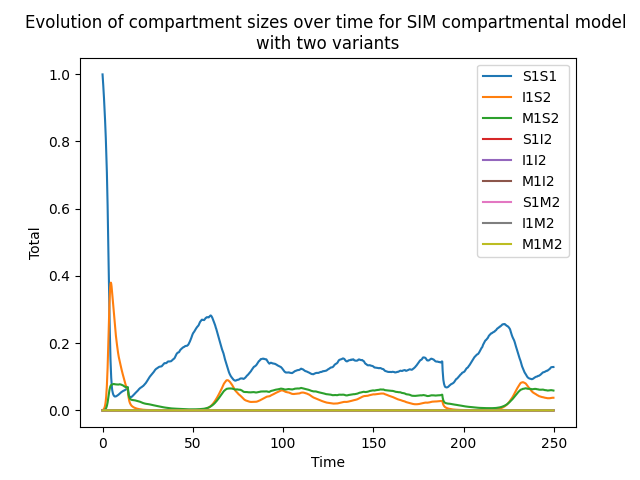 Evolution of compartment sizes over time for SIM compartmental model
with two variants
1.0
0.8
0.6
0.4
0.2
0.0
Total
0 50 100 150 200 250
Time
S1S1
I1S2
M1S2
S1I2
I1I2
M1I2
S1M2
I1M2
M1M2